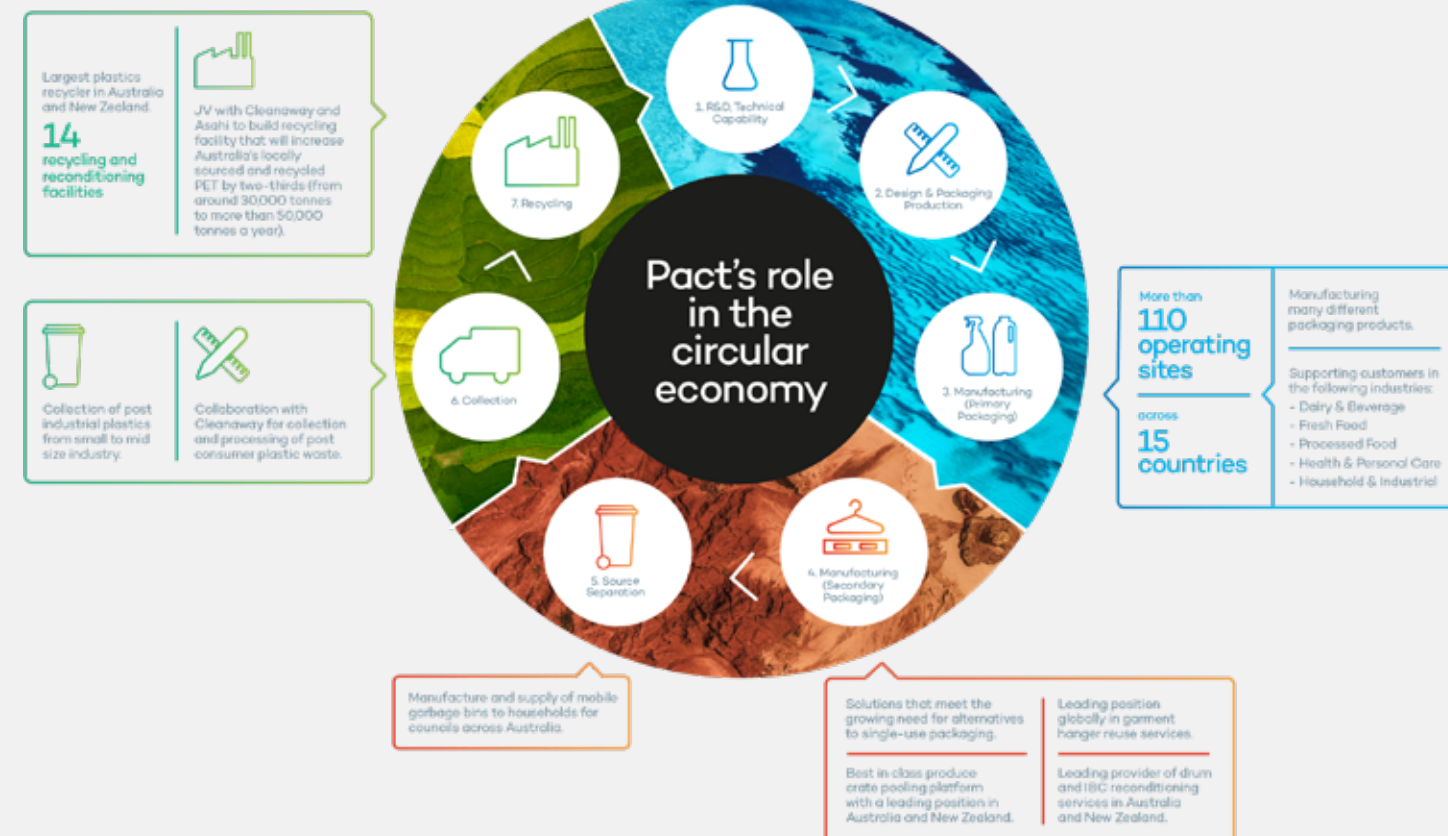 Largest plastics
recycler in Australia
and New Zealand.
14
recycling and
reconditioning
facilities
JV with Cleanaway and
Asahi to build recycling
facility that will increase
Australia's locally
sourced and recycled
PET by two-thirds (from
around 30,000 tonnes
to more than 50,000
tonnes a year).
Collection of post
industrial plastics
from small to mid
size industry.
Collaboration with
Cleanaway for collection
and processing of post
consumer plastic waste.
Pact's role
in the
circular
economy
1. R&D, Technical
Capability
2. Design & Packaging
Production
3. Manufacturing
(Primary
Packaging)
4. Manufacturing
(Secondary
Packaging)
5. Source
Separation
6. Collection
7. Recycling
More than
110
operating
sites
across
15
countries
Manufacturing
many different
packaging products.
Supporting customers in
the following industries:
- Dairy & Beverage
- Fresh Food
- Processed Food
- Health & Personal Care
- Household & Industrial
Manufacture and supply of mobile
garbage bins to households for
councils across Australia.
Solutions that meet the
growing need for alternatives
to single-use packaging.
Best in class produce
crate pooling platform
with a leading position in
Australia and New Zealand.
Leading position
globally in garment
hanger reuse services.
Leading provider of drum
and IBC reconditioning
services in Australia
and New Zealand.